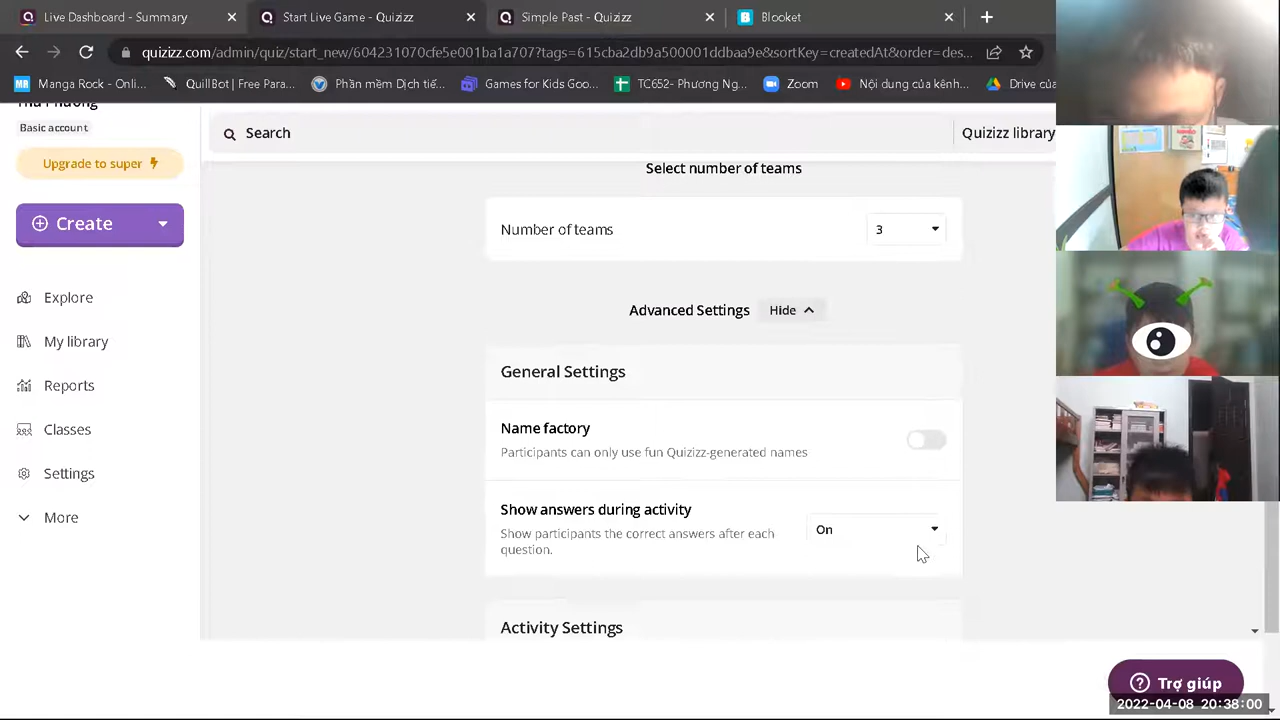 Live Dashboard - Summary
Start Live Game - Quizizz
Simple Past - Quizizz
Blooket
quizizz.com/admin/quiz/start_new/604231070cfe5b001ba1a7d7?tags=615cba2db9a500001ddbaa9e&sortKey=createdAt&order=des...
MR Manga Rock - Onli...
QuillBot | Free Para...
Phần mềm Dịch tiế...
Games for Kids Goo...
TC652- Phương Ng...
Zoom
Nội dung của kênh...
Drive của
Thu Phuong
Basic account
Search
Quizizz library
Upgrade to super
Select number of teams
Create
Number of teams
3
Explore
Advanced Settings Hide
My library
General Settings
Reports
Classes
Name factory
Participants can only use fun Quizizz-generated names
Settings
Show answers during activity
More
Show participants the correct answers after each
question.
On
Activity Settings
Trợ giúp
2022-04-08 20:38:00